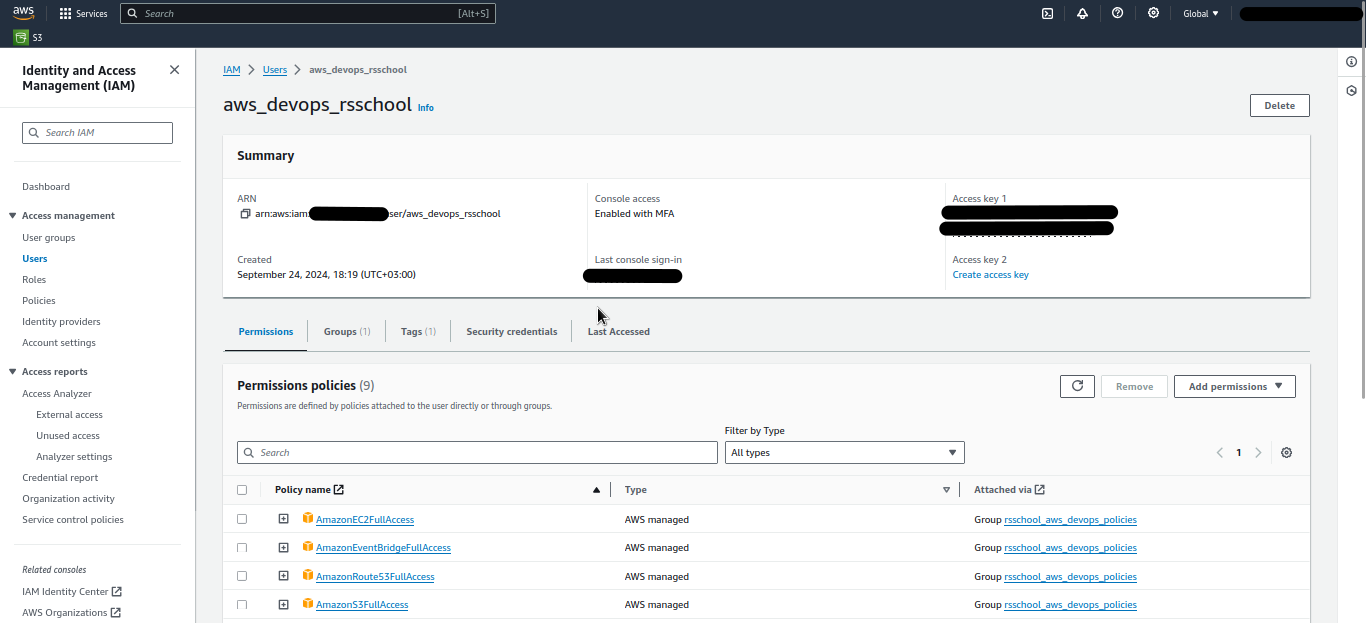 aws Services Search [Alt+S] Global
S3
Identity and Access Management (IAM)
Search IAM
Dashboard
Access management
User groups
Users
Roles
Policies
Identity providers
Account settings
Access reports
Access Analyzer
External access
Unused access
Analyzer settings
Credential report
Organization activity
Service control policies
Related consoles
IAM Identity Center
AWS Organizations
IAM > Users > aws_devops_rsschool
aws_devops_rsschool Info
Delete
Summary
ARN
arn:aws:iam: ser/aws_devops_rsschool
Console access
Enabled with MFA
Access key 1
Created
September 24, 2024, 18:19 (UTC+03:00)
Last console sign-in
Access key 2
Create access key
Permissions Groups (1) Tags (1) Security credentials Last Accessed
Permissions policies (9)
Remove Add permissions
Permissions are defined by policies attached to the user directly or through groups.
Filter by Type
Search All types 1
Policy name Type Attached via
AmazonEC2FullAccess AWS managed Group rsschool_aws_devops_policies
AmazonEventBridgeFullAccess AWS managed Group rsschool_aws_devops_policies
AmazonRoute53FullAccess AWS managed Group rsschool_aws_devops_policies
AmazonS3FullAccess AWS managed Group rsschool_aws_devops_policies